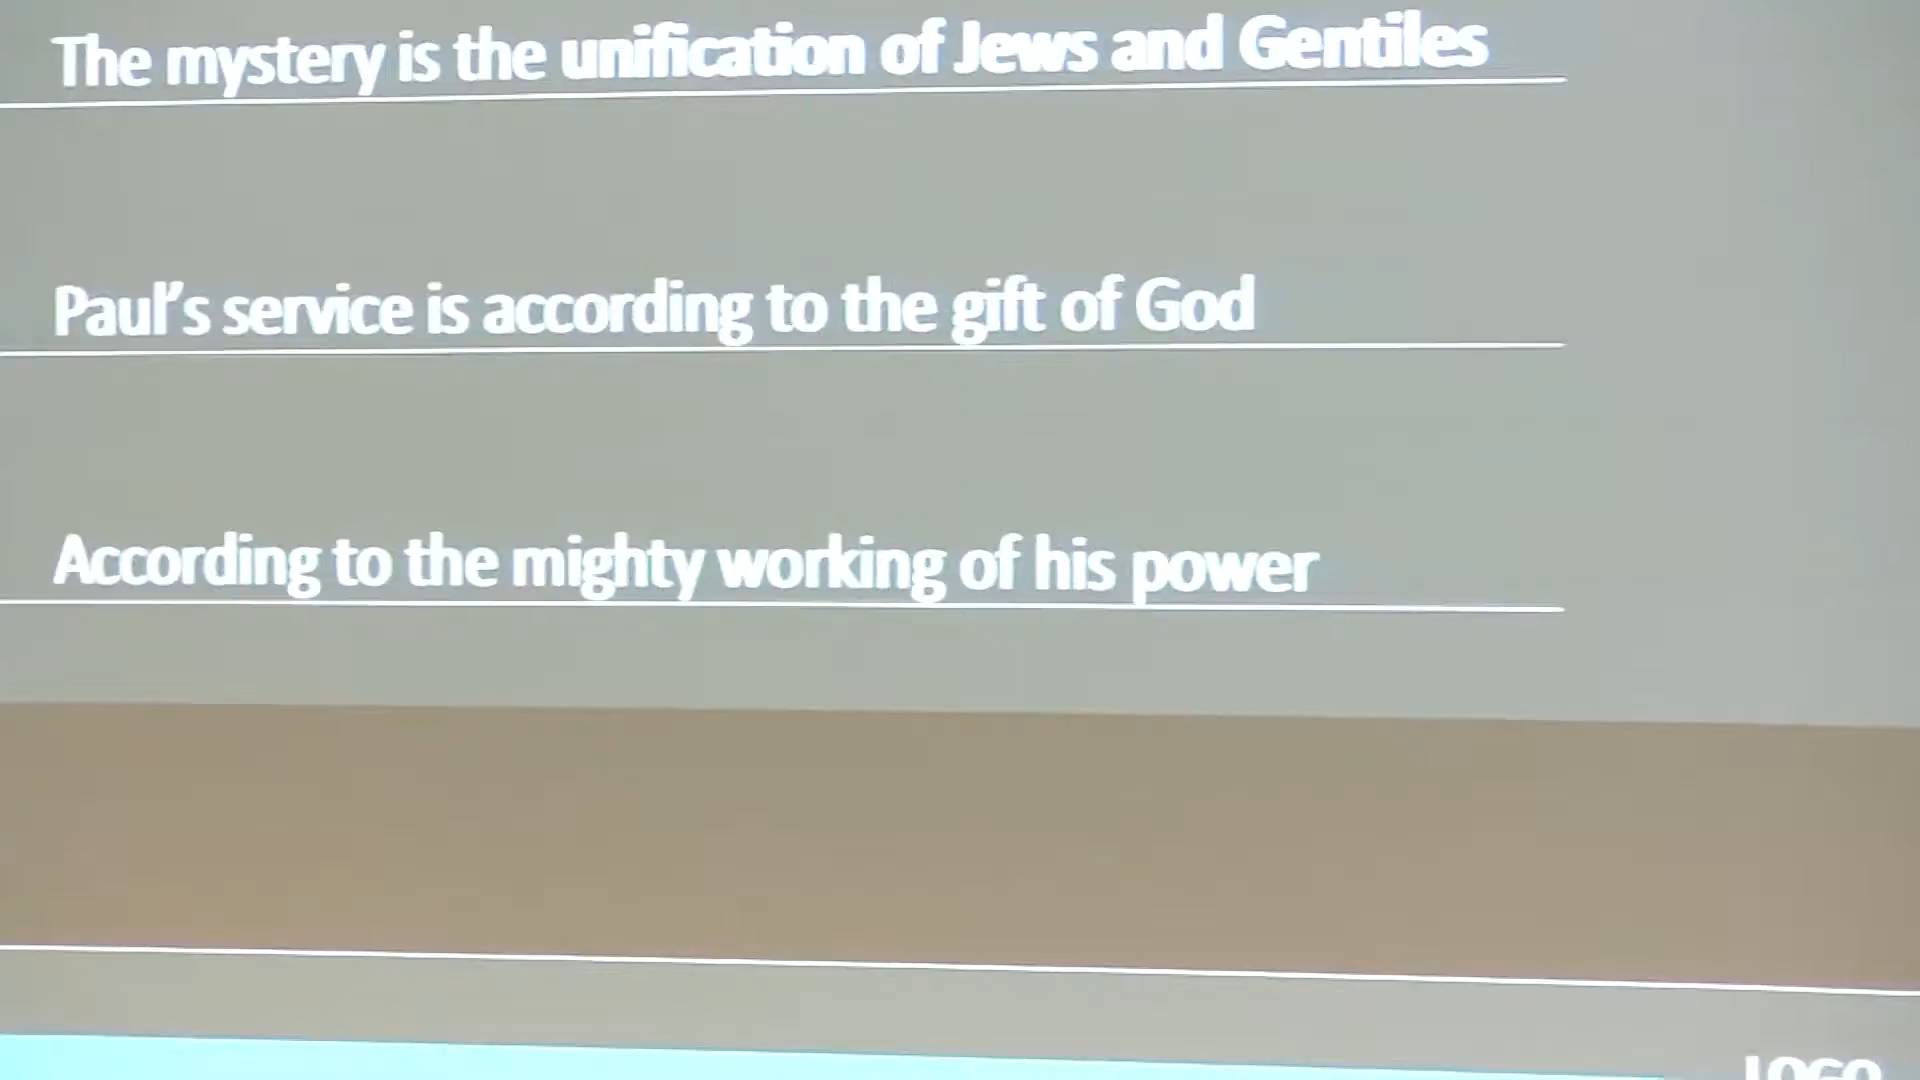 The mystery is the unification of Jews and Gentiles
Paul's service is according to the gift of God
According to the mighty working of his power
LOGO